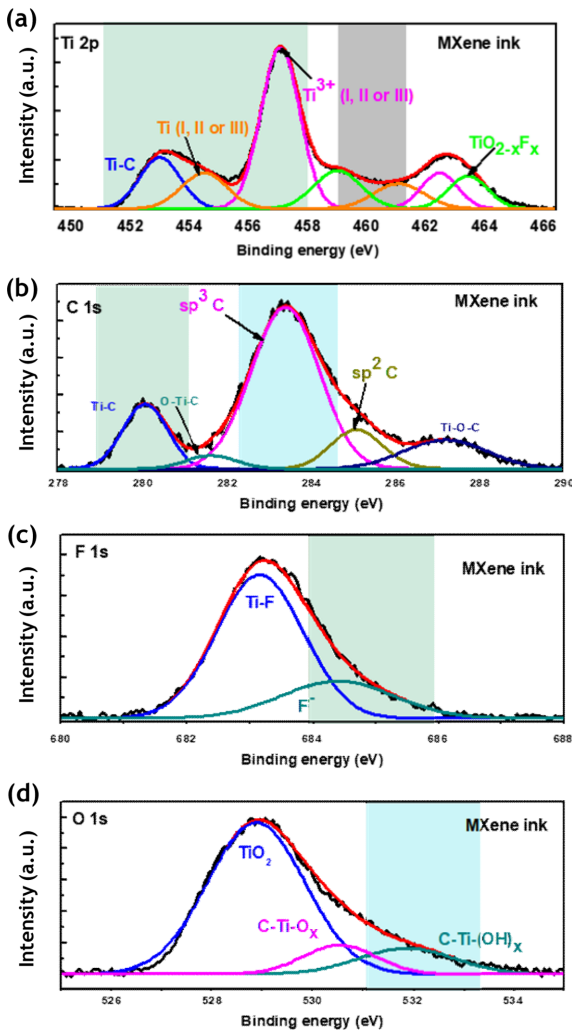 (a)
Ti 2p
MXene ink
Ti³⁺ (I, II or III)
Ti (I, II or III)
Ti-C
TiO₂₋ₓFₓ
Intensity (a.u.)
450 452 454 456 458 460 462 464 466
Binding energy (eV)
(b)
C 1s
MXene ink
sp³ C
sp² C
Ti-C
O-Ti-C
Ti-O-C
Intensity (a.u.)
278 280 282 284 286 288 290
Binding energy (eV)
(c)
F 1s
MXene ink
Ti-F
F⁻
Intensity (a.u.)
680 682 684 686 688
Binding energy (eV)
(d)
O 1s
MXene ink
TiO₂
C-Ti-Oₓ
C-Ti-(OH)ₓ
Intensity (a.u.)
526 528 530 532 534
Binding energy (eV)